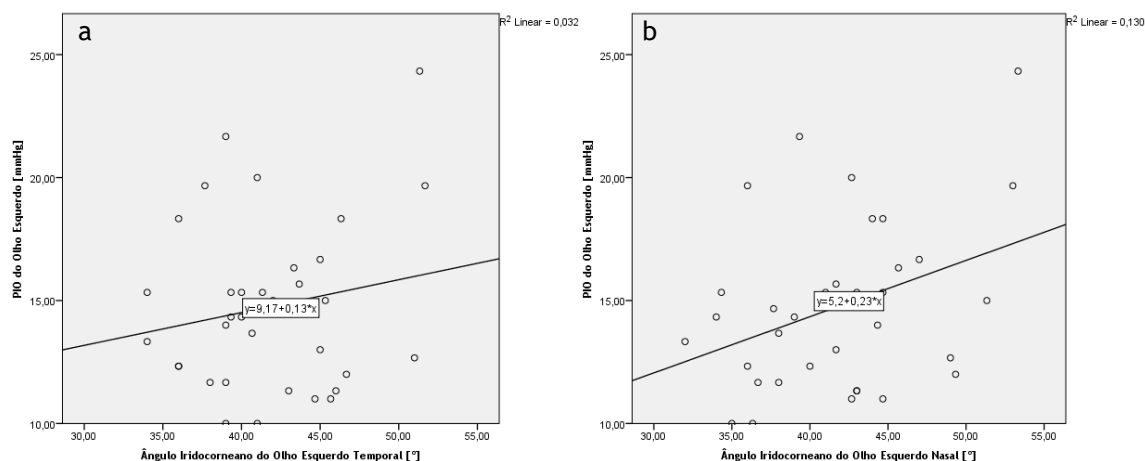 a
R² Linear = 0,032
25,00
20,00
15,00
10,00
PIO do Olho Esquerdo [mmHg]
y=9,17+0,13*x
30,00 35,00 40,00 45,00 50,00 55,00
Ângulo Iridocorneano do Olho Esquerdo Temporal [°]
b
R² Linear = 0,130
25,00
20,00
15,00
10,00
PIO do Olho Esquerdo [mmHg]
y=5,2+0,23*x
30,00 35,00 40,00 45,00 50,00 55,00
Ângulo Iridocorneano do Olho Esquerdo Nasal [°]